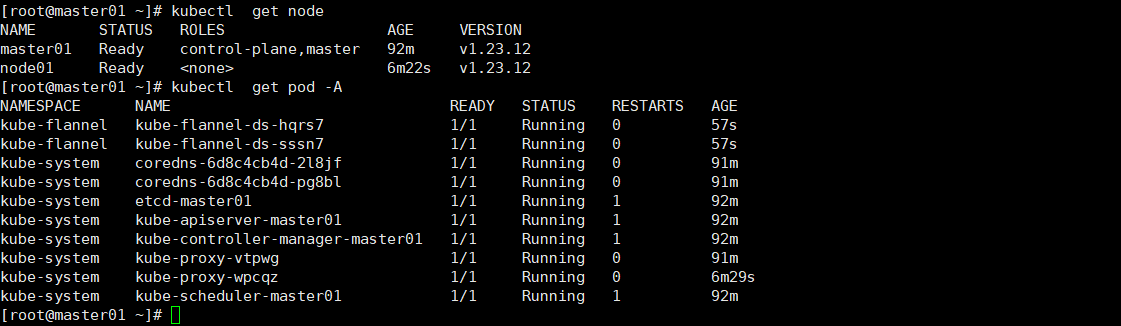 [root@master01 ~]# kubectl  get node
NAME       STATUS   ROLES                  AGE     VERSION
master01   Ready    control-plane,master   92m     v1.23.12
node01     Ready    <none>                 6m22s   v1.23.12
[root@master01 ~]# kubectl  get pod -A
NAMESPACE      NAME                               READY   STATUS    RESTARTS   AGE
kube-flannel   kube-flannel-ds-hqrs7              1/1     Running   0          57s
kube-flannel   kube-flannel-ds-sssn7              1/1     Running   0          57s
kube-system    coredns-6d8c4cb4d-2l8jf            1/1     Running   0          91m
kube-system    coredns-6d8c4cb4d-pg8bl            1/1     Running   0          91m
kube-system    etcd-master01                      1/1     Running   1          92m
kube-system    kube-apiserver-master01            1/1     Running   1          92m
kube-system    kube-controller-manager-master01   1/1     Running   1          92m
kube-system    kube-proxy-vtpwg                   1/1     Running   0          91m
kube-system    kube-proxy-wpcqz                   1/1     Running   0          6m29s
kube-system    kube-scheduler-master01            1/1     Running   1          92m
[root@master01 ~]#